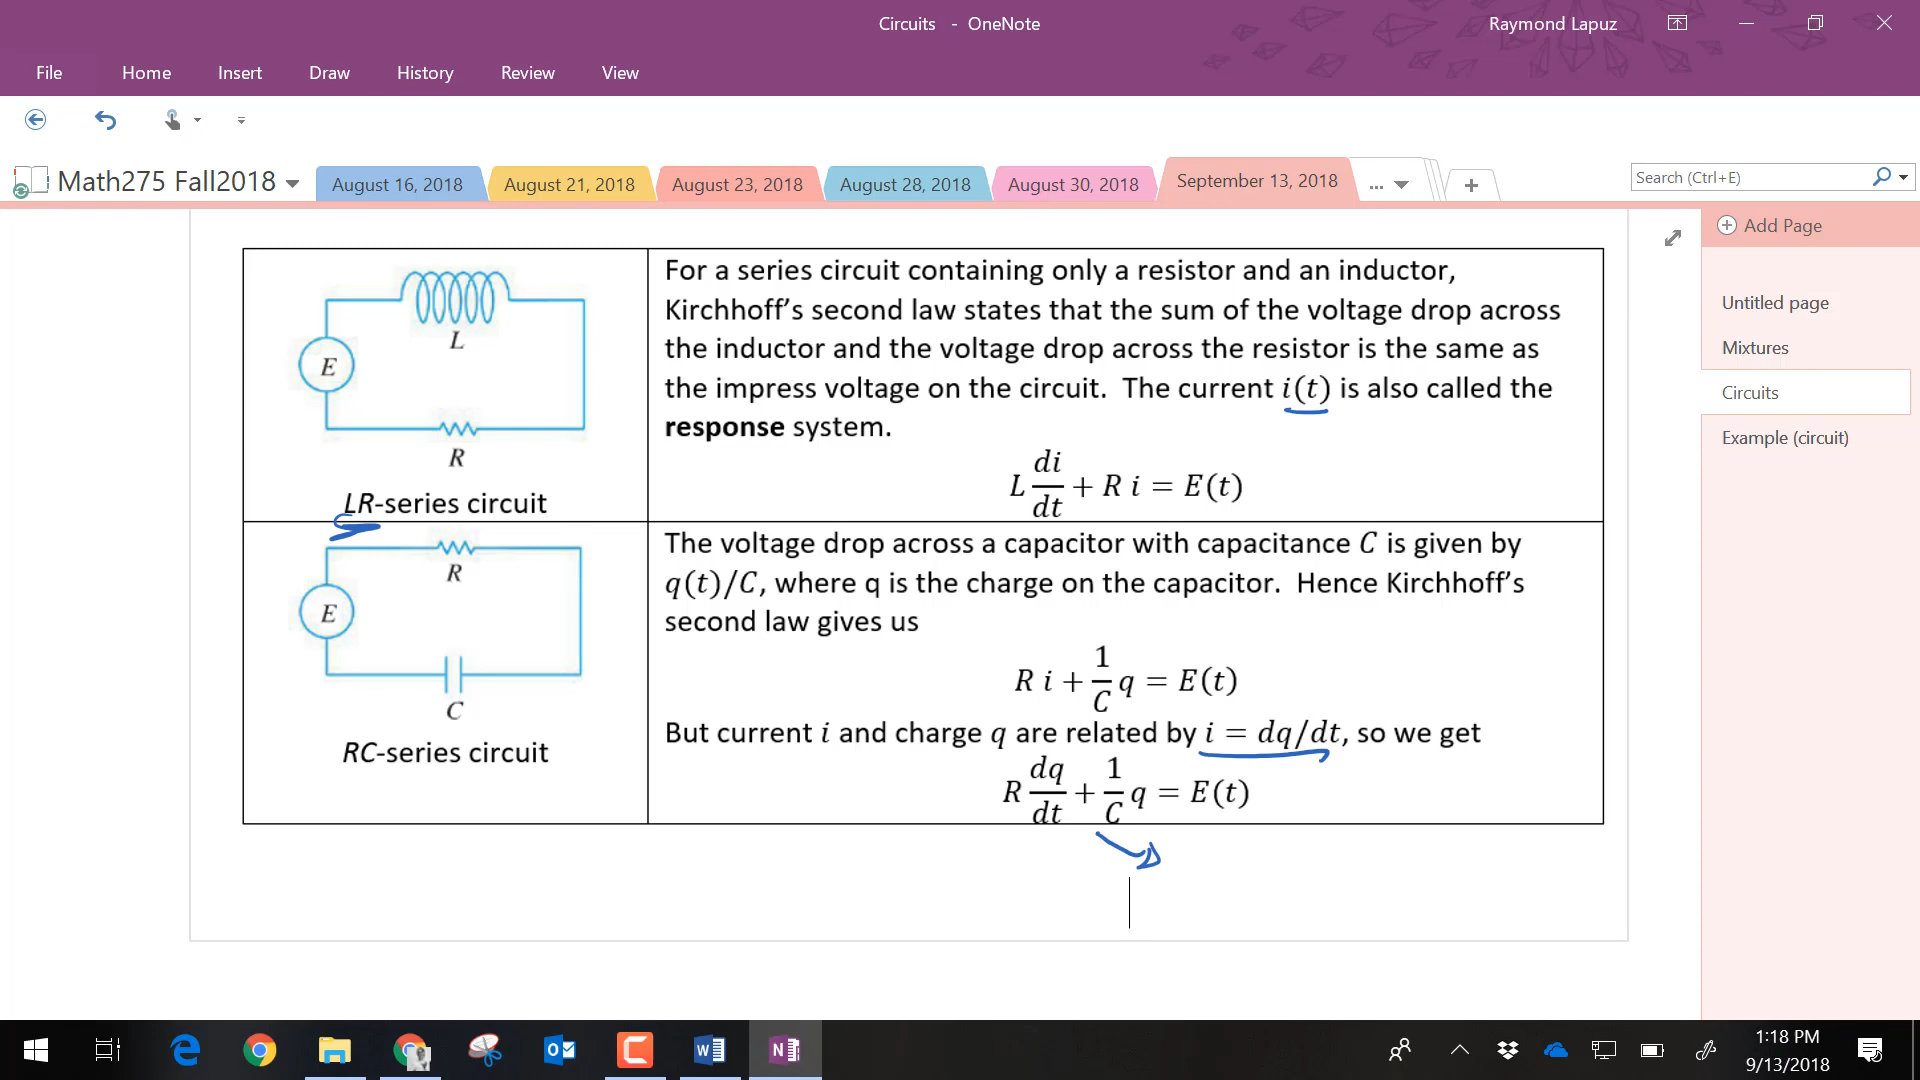 Circuits - OneNote
Raymond Lapuz
File Home Insert Draw History Review View
Math275 Fall2018
August 16, 2018
August 21, 2018
August 23, 2018
August 28, 2018
August 30, 2018
September 13, 2018
...
Search (Ctrl+E)
Add Page
Untitled page
Mixtures
Circuits
Example (circuit)
L
E
R
LR-series circuit
For a series circuit containing only a resistor and an inductor,
Kirchhoff's second law states that the sum of the voltage drop across
the inductor and the voltage drop across the resistor is the same as
the impress voltage on the circuit. The current i(t) is also called the
response system.
L di/dt + R i = E(t)
R
E
C
RC-series circuit
The voltage drop across a capacitor with capacitance C is given by
q(t)/C, where q is the charge on the capacitor. Hence Kirchhoff's
second law gives us
R i + 1/C q = E(t)
But current i and charge q are related by i = dq/dt, so we get
R dq/dt + 1/C q = E(t)
1:18 PM
9/13/2018